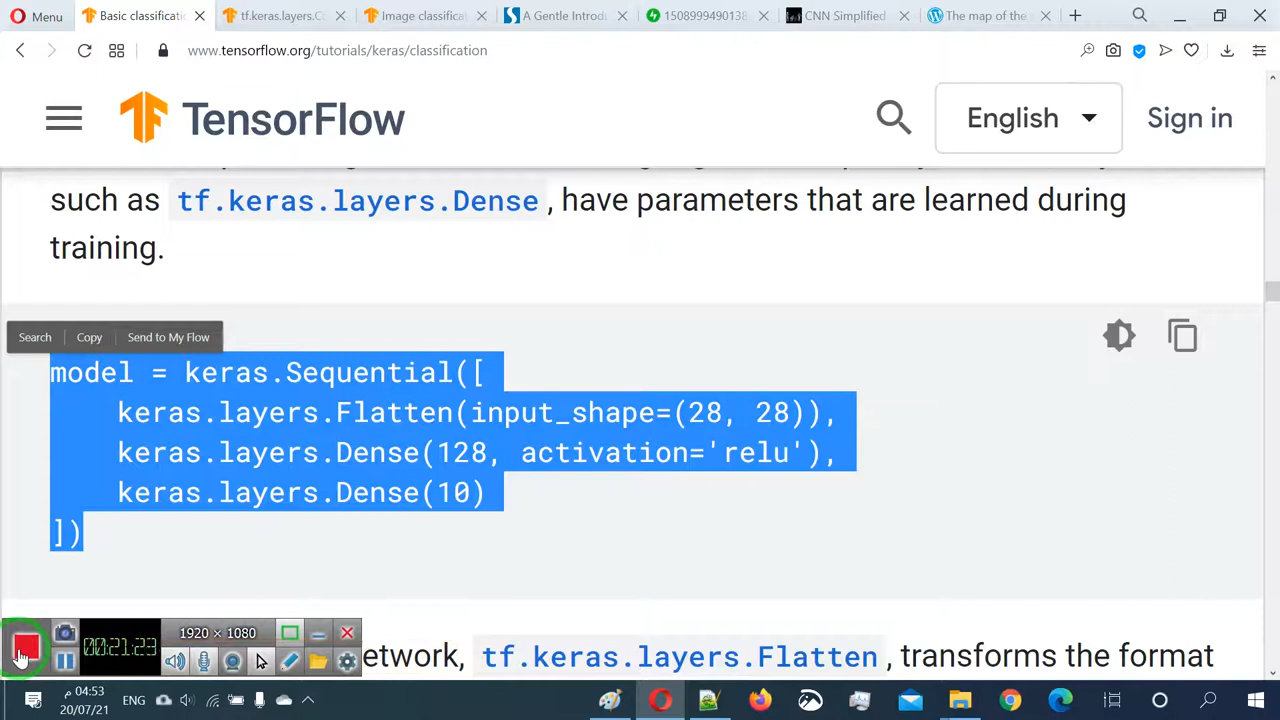 Menu
Basic classificati
tf.keras.layers.Co
Image classifica
A Gentle Introd
1508999490138
CNN Simplified
The map of the
www.tensorflow.org/tutorials/keras/classification
TensorFlow
English
Sign in
such as tf.keras.layers.Dense , have parameters that are learned during
training.
Search
Copy
Send to My Flow
model = keras.Sequential([
keras.layers.Flatten(input_shape=(28, 28)),
keras.layers.Dense(128, activation='relu'),
keras.layers.Dense(10)
])
00:21:23
1920 × 1080
etwork, tf.keras.layers.Flatten , transforms the format
04:53 م
20/07/21
ENG